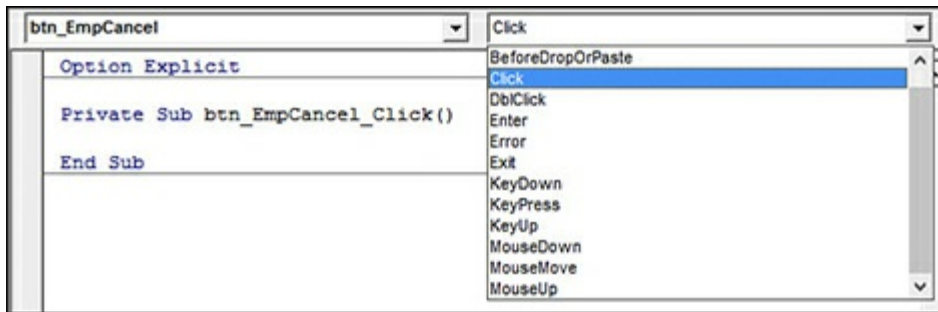 btn_EmpCancel
Click
Option Explicit
Private Sub btn_EmpCancel_Click()
End Sub
BeforeDropOrPaste
Click
DblClick
Enter
Error
Exit
KeyDown
KeyPress
KeyUp
MouseDown
MouseMove
MouseUp